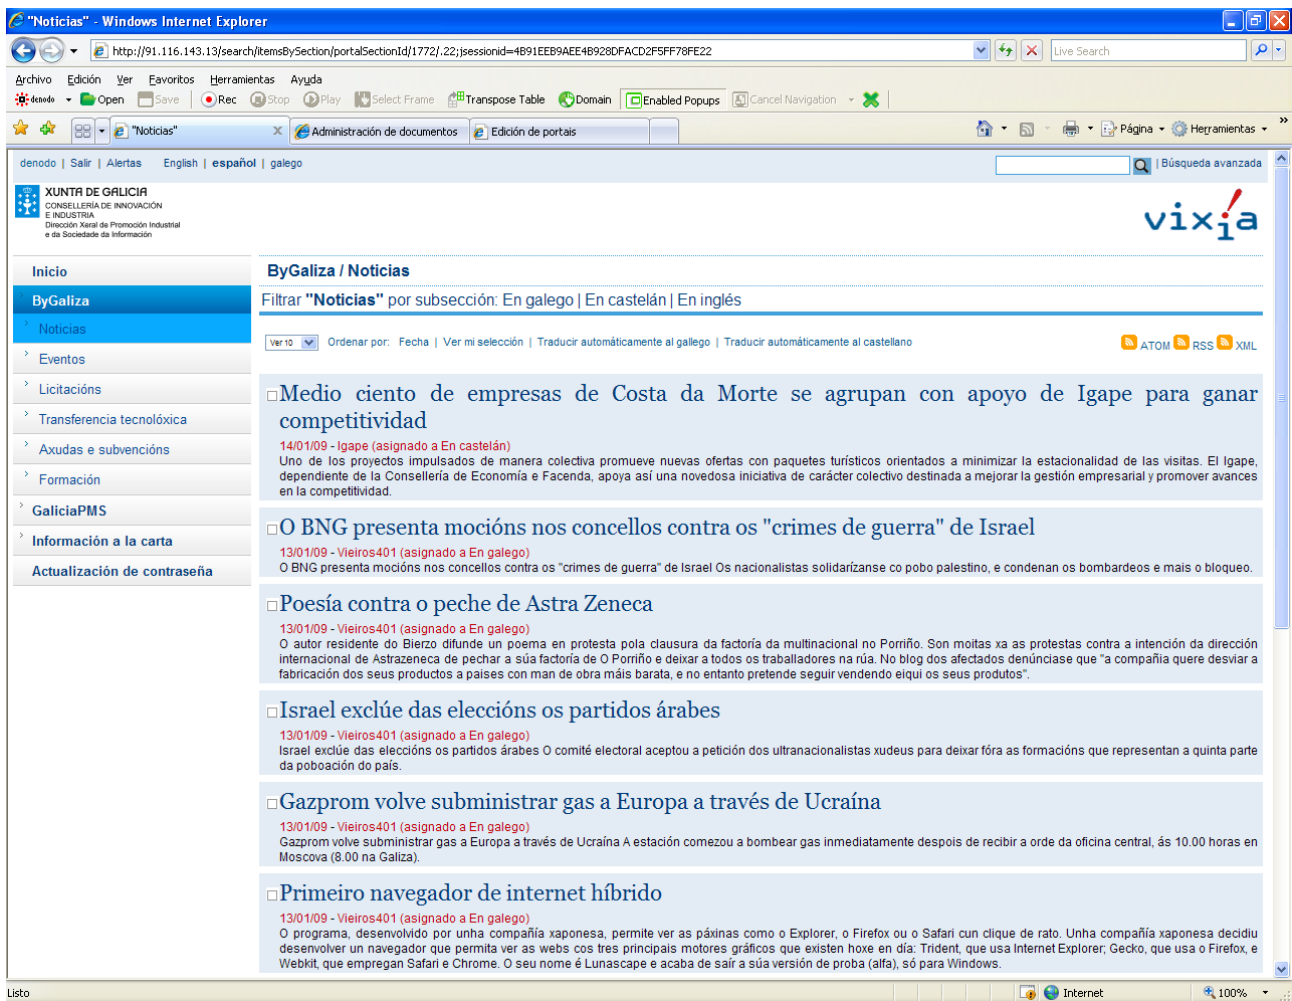 "Noticias" - Windows Internet Explorer
http://91.116.143.13/search/itemsBySection/portalSectionId/1772/.22;jsessionid=4B91EEB9AEE4B928DFACD2F5FF78FE22
Live Search
Archivo Edición Ver Favoritos Herramientas Ayuda
denodo Open Save Rec Stop Play Select Frame Transpose Table Domain Enabled Popups Cancel Navigation
"Noticias" Administración de documentos Edición de portais Página Herramientas »
denodo | Salir | Alertas English | español | galego | Búsqueda avanzada
XUNTA DE GALICIA
CONSELLERÍA DE INNOVACIÓN
E INDUSTRIA
Dirección Xeral de Promoción Industrial
e da Sociedade da Información
vixía
Inicio
ByGaliza
Noticias
Eventos
Licitacións
Transferencia tecnolóxica
Axudas e subvencións
Formación
GaliciaPMS
Información a la carta
Actualización de contraseña
ByGaliza / Noticias
Filtrar "Noticias" por subsección: En galego | En castelán | En inglés
Ver 10 Ordenar por: Fecha | Ver mi selección | Traducir automáticamente al gallego | Traducir automáticamente al castellano
ATOM RSS XML
Medio ciento de empresas de Costa da Morte se agrupan con apoyo de Igape para ganar
competitividad
14/01/09 - Igape (asignado a En castelán)
Uno de los proyectos impulsados de manera colectiva promueve nuevas ofertas con paquetes turísticos orientados a minimizar la estacionalidad de las visitas. El Igape,
dependiente de la Consellería de Economía e Facenda, apoya así una novedosa iniciativa de carácter colectivo destinada a mejorar la gestión empresarial y promover avances
en la competitividad.
O BNG presenta mocións nos concellos contra os "crimes de guerra" de Israel
13/01/09 - Vieiros401 (asignado a En galego)
O BNG presenta mocións nos concellos contra os "crimes de guerra" de Israel Os nacionalistas solidarízanse co pobo palestino, e condenan os bombardeos e mais o bloqueo.
Poesía contra o peche de Astra Zeneca
13/01/09 - Vieiros401 (asignado a En galego)
O autor residente do Bierzo difunde un poema en protesta pola clausura da factoría da multinacional no Porriño. Son moitas xa as protestas contra a intención da dirección
internacional de Astrazeneca de pechar a súa factoría de O Porriño e deixar a todos os traballadores na rúa. No blog dos afectados denúnciase que "a compañia quere desviar a
fabricación dos seus productos a paises con man de obra máis barata, e no entanto pretende seguir vendendo eiqui os seus produtos".
Israel exclúe das eleccións os partidos árabes
13/01/09 - Vieiros401 (asignado a En galego)
Israel exclúe das eleccións os partidos árabes O comité electoral aceptou a petición dos ultranacionalistas xudeus para deixar fóra as formacións que representan a quinta parte
da poboación do país.
Gazprom volve subministrar gas a Europa a través de Ucraína
13/01/09 - Vieiros401 (asignado a En galego)
Gazprom volve subministrar gas a Europa a través de Ucraína A estación comezou a bombear gas inmediatamente despois de recibir a orde da oficina central, ás 10.00 horas en
Moscova (8.00 na Galiza).
Primeiro navegador de internet híbrido
13/01/09 - Vieiros401 (asignado a En galego)
O programa, desenvolvido por unha compañía xaponesa, permite ver as páxinas como o Explorer, o Firefox ou o Safari cun clique de rato. Unha compañía xaponesa decidiu
desenvolver un navegador que permita ver as webs cos tres principais motores gráficos que existen hoxe en día: Trident, que usa Internet Explorer; Gecko, que usa o Firefox, e
Webkit, que empregan Safari e Chrome. O seu nome é Lunascape e acaba de saír a súa versión de proba (alfa), só para Windows.
Listo Internet 100%